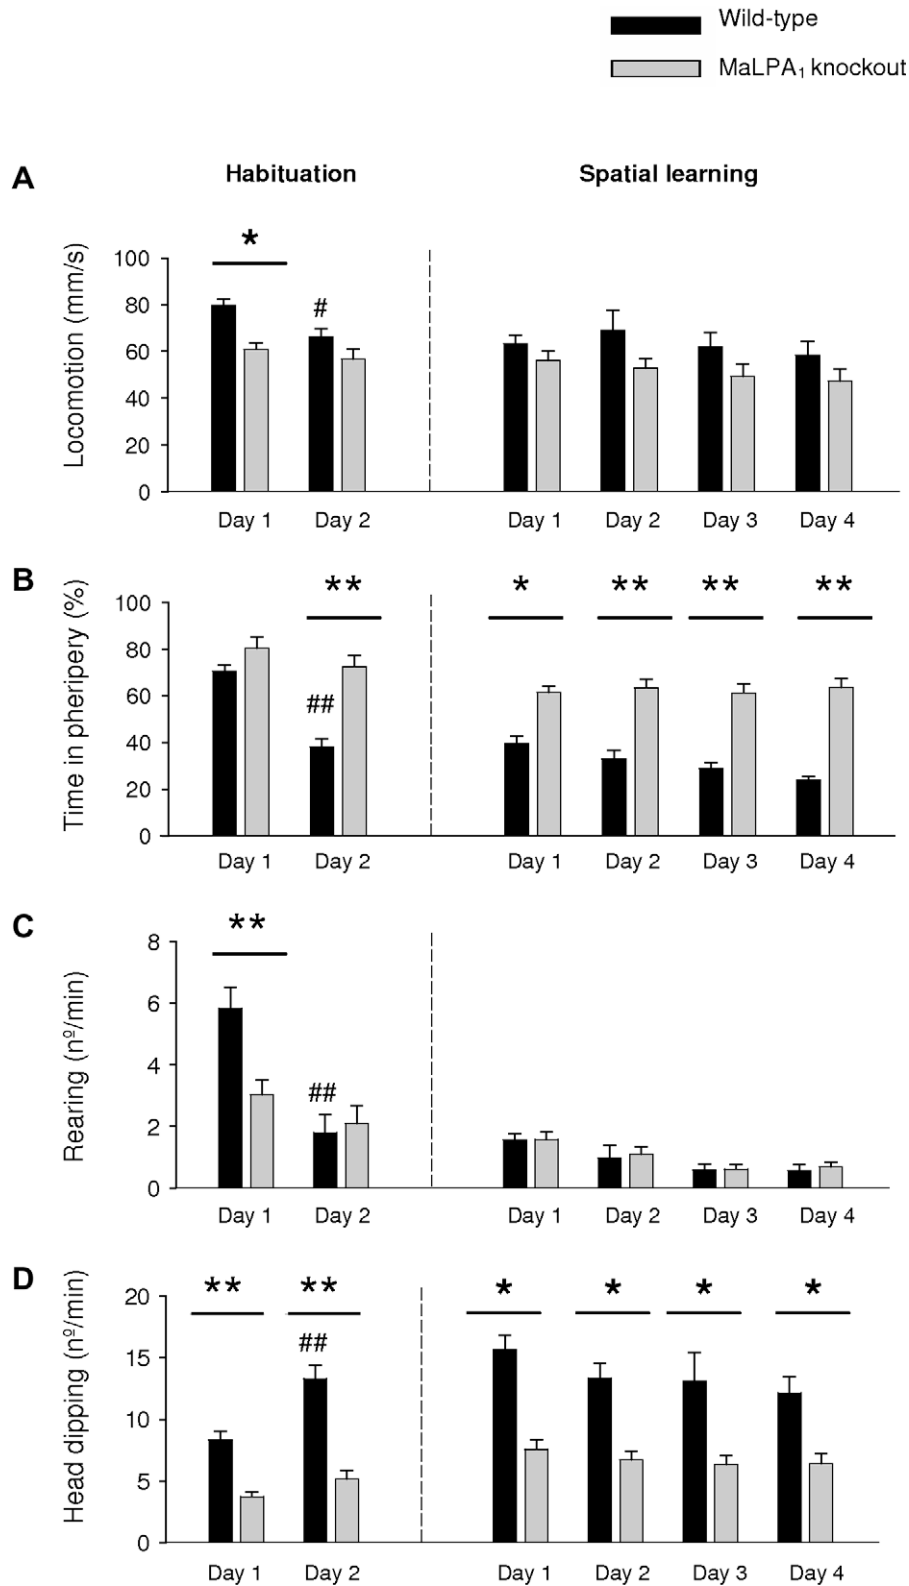 Wild-type
MaLPA₁ knockout
A
Habituation
Spatial learning
Locomotion (mm/s)
100
80
60
40
20
0
*
#
Day 1
Day 2
Day 1
Day 2
Day 3
Day 4
B
Time in pheripery (%)
100
80
60
40
20
0
**
##
*
**
**
**
Day 1
Day 2
Day 1
Day 2
Day 3
Day 4
C
Rearing (nº/min)
8
6
4
2
0
**
##
Day 1
Day 2
Day 1
Day 2
Day 3
Day 4
D
Head dipping (nº/min)
20
15
10
5
0
**
**
##
*
*
*
*
Day 1
Day 2
Day 1
Day 2
Day 3
Day 4